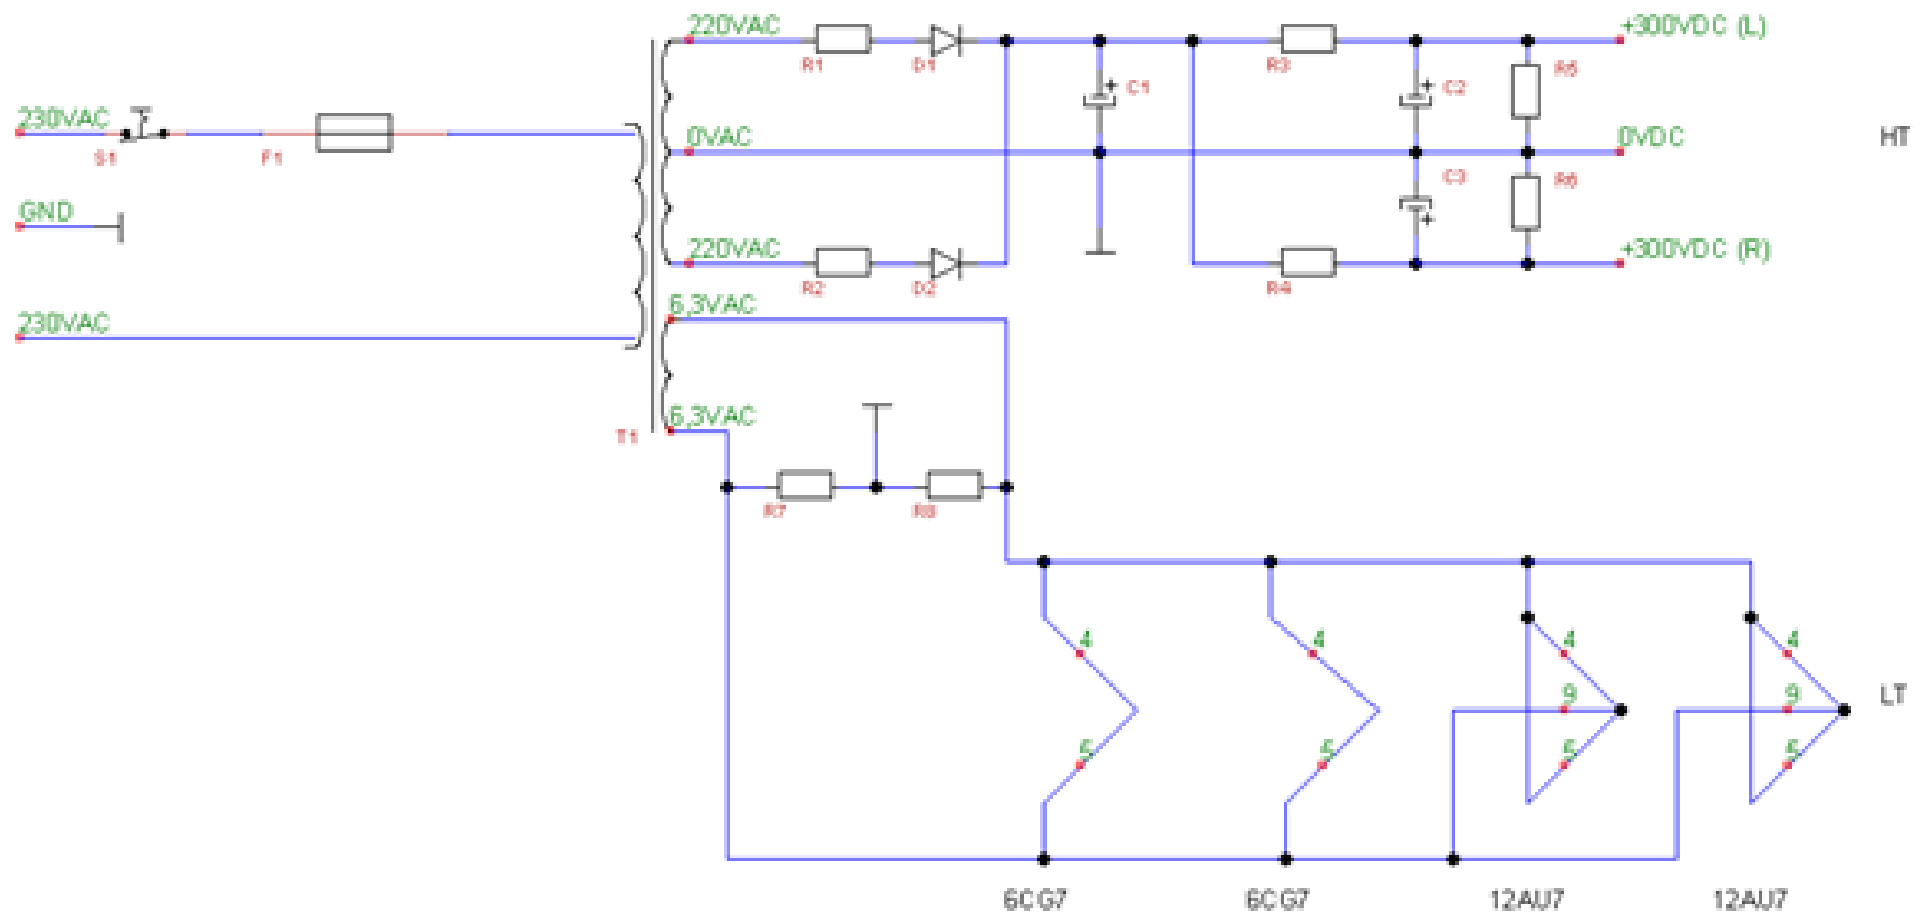 220VAC
+300VDC (L)
R1
D1
R3
R5
C1
C2
230VAC
S1
F1
0VAC
0VDC
HT
C3
R6
GND
220VAC
+300VDC (R)
R2
D2
R4
6,3VAC
230VAC
6,3VAC
T1
R7
R8
4
4
4
4
9
9
LT
5
5
5
5
6CG7
6CG7
12AU7
12AU7